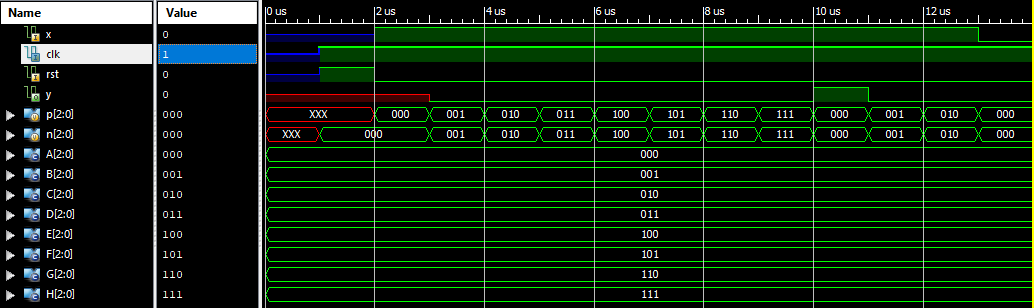 Name Value 0 us 2 us 4 us 6 us 8 us 10 us 12 us
x 0
clk 1
rst 0
y 0
p[2:0] 000 XXX 000 001 010 011 100 101 110 111 000 001 010 000
n[2:0] 000 XXX 000 001 010 011 100 101 110 111 000 001 010 000
A[2:0] 000 000
B[2:0] 001 001
C[2:0] 010 010
D[2:0] 011 011
E[2:0] 100 100
F[2:0] 101 101
G[2:0] 110 110
H[2:0] 111 111